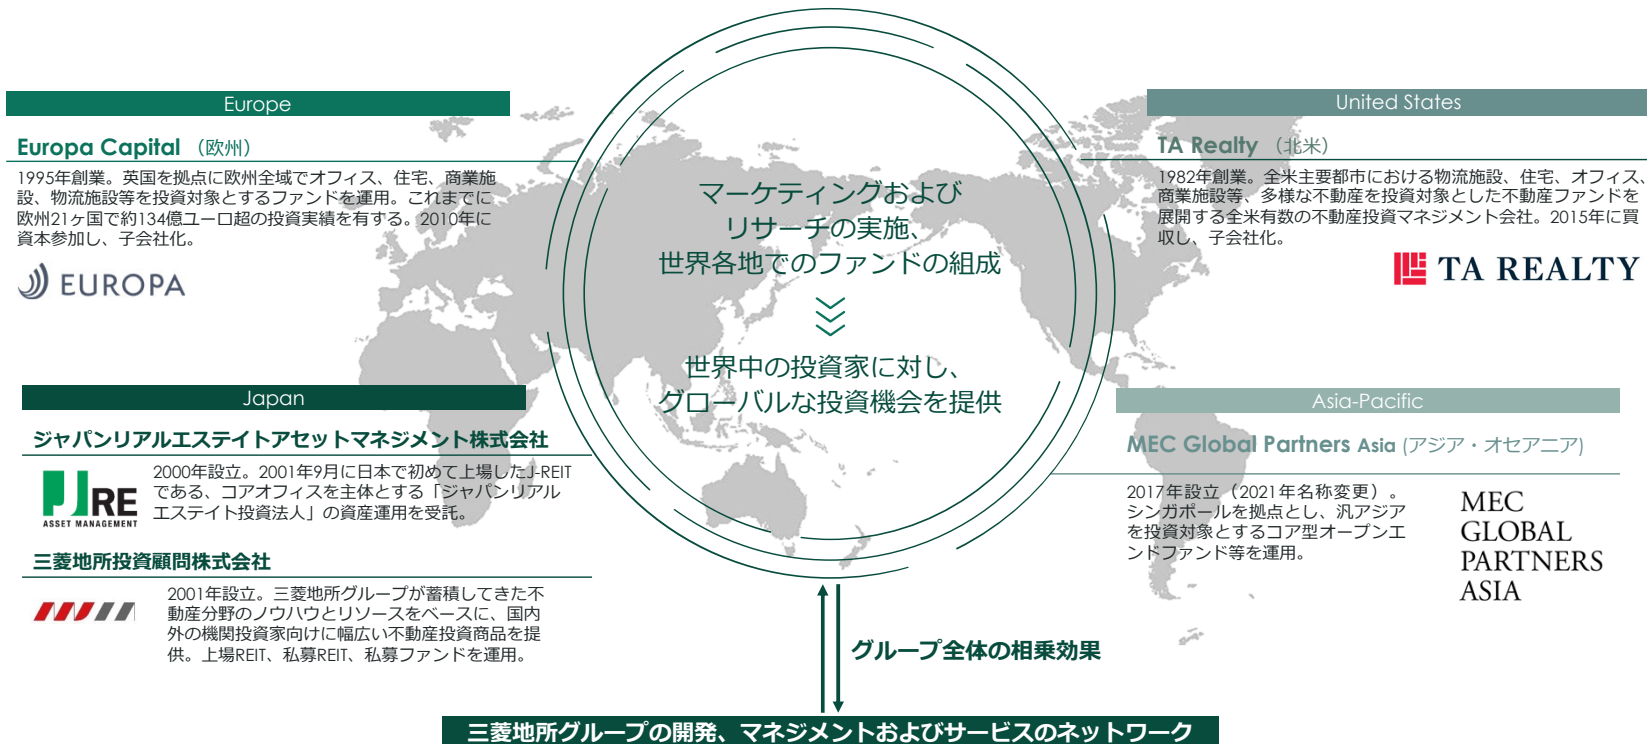 Europe
Europa Capital （欧州）
1995年創業。英国を拠点に欧州全域でオフィス、住宅、商業施
設、物流施設等を投資対象とするファンドを運用。これまでに
欧州21ヶ国で約134億ユーロ超の投資実績を有する。2010年に
資本参加し、子会社化。
EUROPA
Japan
ジャパンリアルエステイトアセットマネジメント株式会社
JRE
ASSET MANAGEMENT
2000年設立。2001年9月に日本で初めて上場したJ-REIT
である、コアオフィスを主体とする「ジャパンリアル
エステイト投資法人」の資産運用を受託。
三菱地所投資顧問株式会社
2001年設立。三菱地所グループが蓄積してきた不
動産分野のノウハウとリソースをベースに、国内
外の機関投資家向けに幅広い不動産投資商品を提
供。上場REIT、私募REIT、私募ファンドを運用。
マーケティングおよび
リサーチの実施、
世界各地でのファンドの組成
世界中の投資家に対し、
グローバルな投資機会を提供
United States
TA Realty （北米）
1982年創業。全米主要都市における物流施設、住宅、オフィス、
商業施設等、多様な不動産を投資対象とした不動産ファンドを
展開する全米有数の不動産投資マネジメント会社。2015年に買
収し、子会社化。
TA REALTY
Asia-Pacific
MEC Global Partners Asia (アジア・オセアニア)
2017年設立（2021年名称変更）。
シンガポールを拠点とし、汎アジア
を投資対象とするコア型オープンエ
ンドファンド等を運用。
MEC
GLOBAL
PARTNERS
ASIA
グループ全体の相乗効果
三菱地所グループの開発、マネジメントおよびサービスのネットワーク